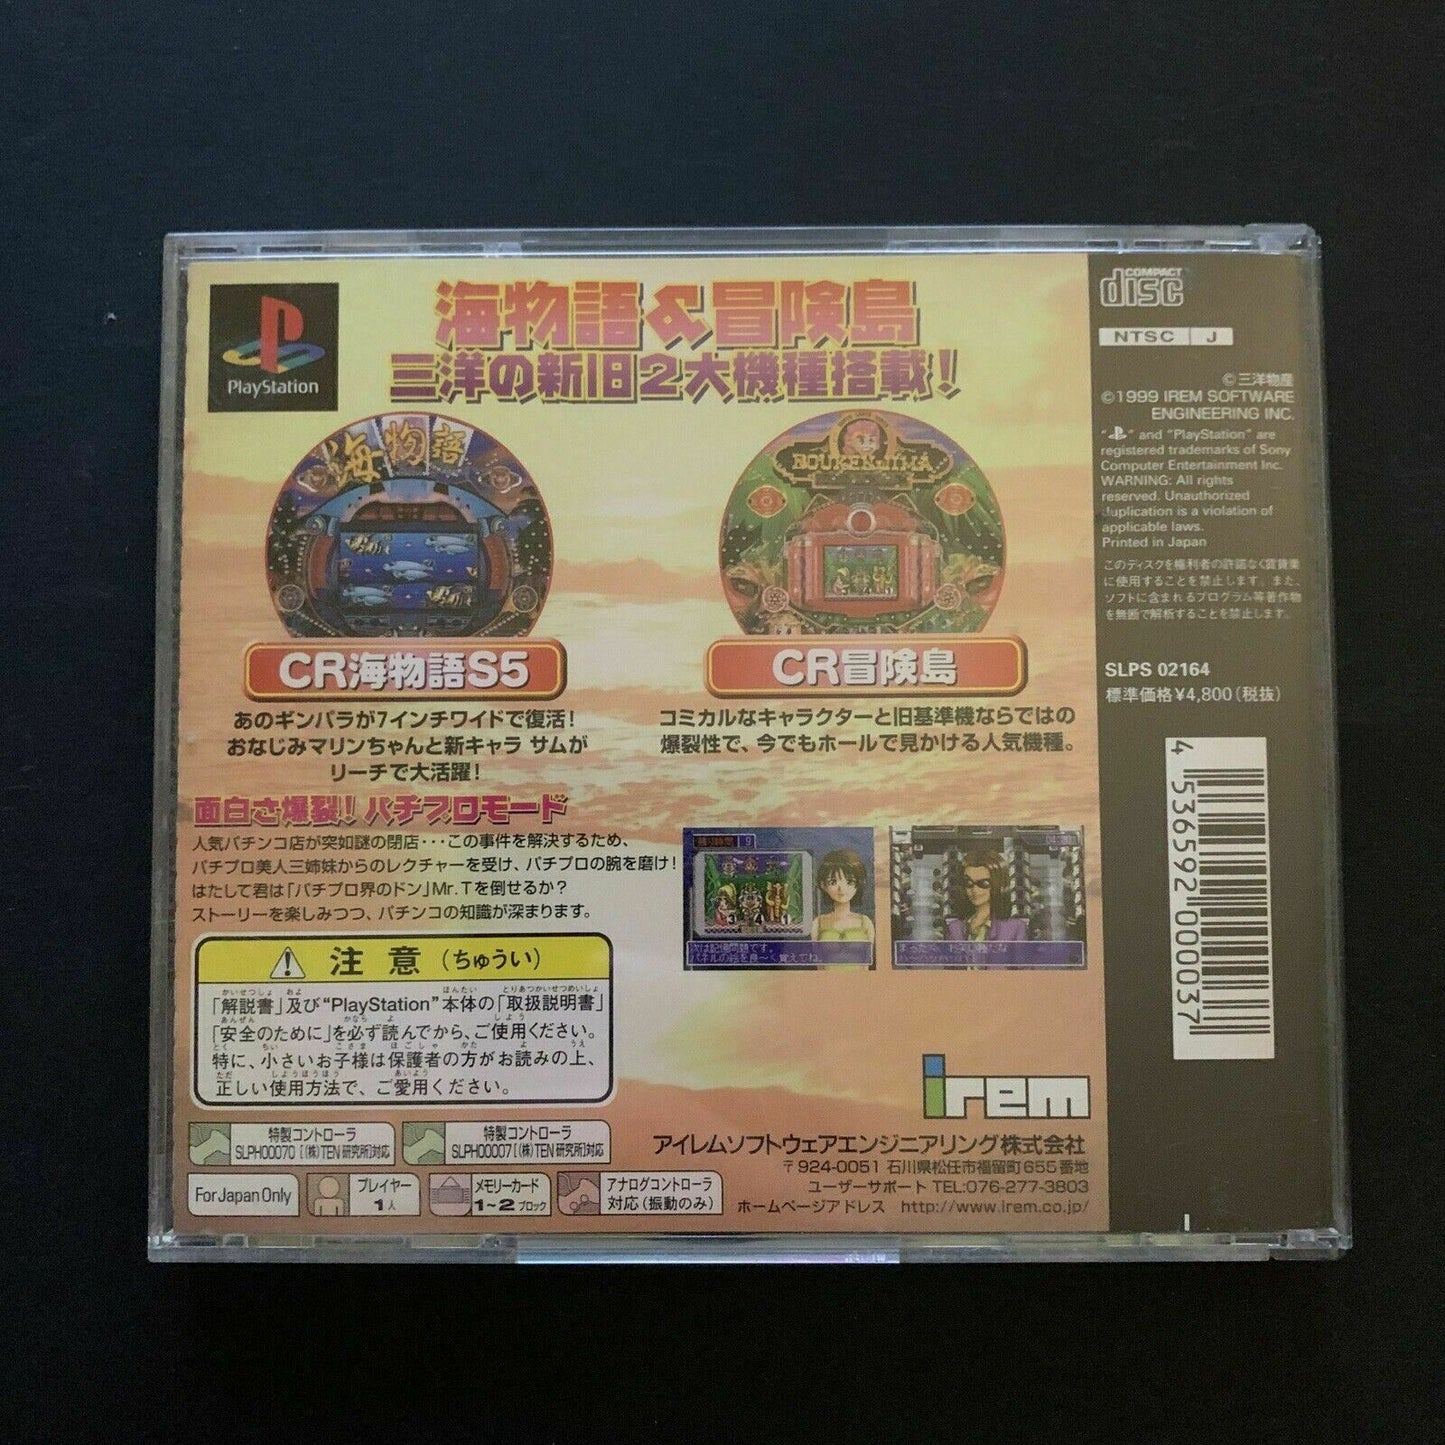 PlayStation
海物語&冒険島
三洋の新旧2大機種搭載!
海物語
BOUKENJIMA
CR海物語S5
CR冒険島
あのギンパラが7インチワイドで復活!
おなじみマリンちゃんと新キャラ サムが
リーチで大活躍!
コミカルなキャラクターと旧基準機ならではの
爆裂性で、今でもホールで見かける人気機種。
面白さ爆裂!パチプロモード
人気パチンコ店が突如謎の閉店・・・この事件を解決するため、
パチプロ美人三姉妹からのレクチャーを受け、パチプロの腕を磨け!
はたして君は「パチプロ界のドン」Mr.Tを倒せるか?
ストーリーを楽しみつつ、パチンコの知識が深まります。
次は記憶問題です。
パネルの絵を良〜く覚えてね。
注意(ちゅうい)
「解説書」及び“PlayStation”本体の「取扱説明書」
「安全のために」を必ず読んでから、ご使用ください。
特に、小さいお子様は保護者の方がお読みの上、
正しい使用方法で、ご愛用ください。
特製コントローラ
SLPH00070[(株)TEN研究所]対応
特製コントローラ
SLPH00007[(株)TEN研究所]対応
For Japan Only
プレイヤー
1人
メモリーカード
1〜2ブロック
アナログコントローラ
対応(振動のみ)
irem
アイレムソフトウェアエンジニアリング株式会社
〒924-0051 石川県松任市福留町655番地
ユーザーサポート TEL:076-277-3803
ホームページアドレス http://www.irem.co.jp/
COMPACT
disc
NTSC J
©三洋物産
©1999 IREM SOFTWARE
ENGINEERING INC.
" " and "PlayStation" are
registered trademarks of Sony
Computer Entertainment Inc.
WARNING: All rights
reserved. Unauthorized
duplication is a violation of
applicable laws.
Printed in Japan
このディスクを権利者の許諾なく賃貸業
に使用することを禁止します。また、
ソフトに含まれるプログラム等著作物
を無断で解析することを禁止します。
SLPS 02164
標準価格¥4,800(税抜)
4 536592 000037